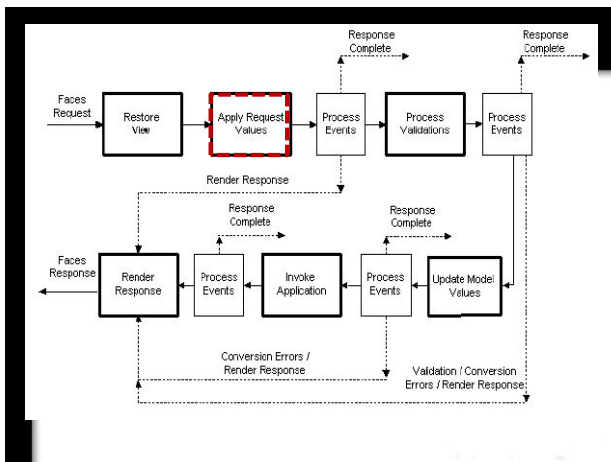 Response
Complete
Response
Complete
Faces
Request
Restore
View
Apply Request
Values
Process
Events
Process
Validations
Process
Events
Render Response
Response
Complete
Response
Complete
Faces
Response
Render
Response
Process
Events
Invoke
Application
Process
Events
Update Model
Values
Conversion Errors /
Render Response
Validation / Conversion
Errors / Render Response